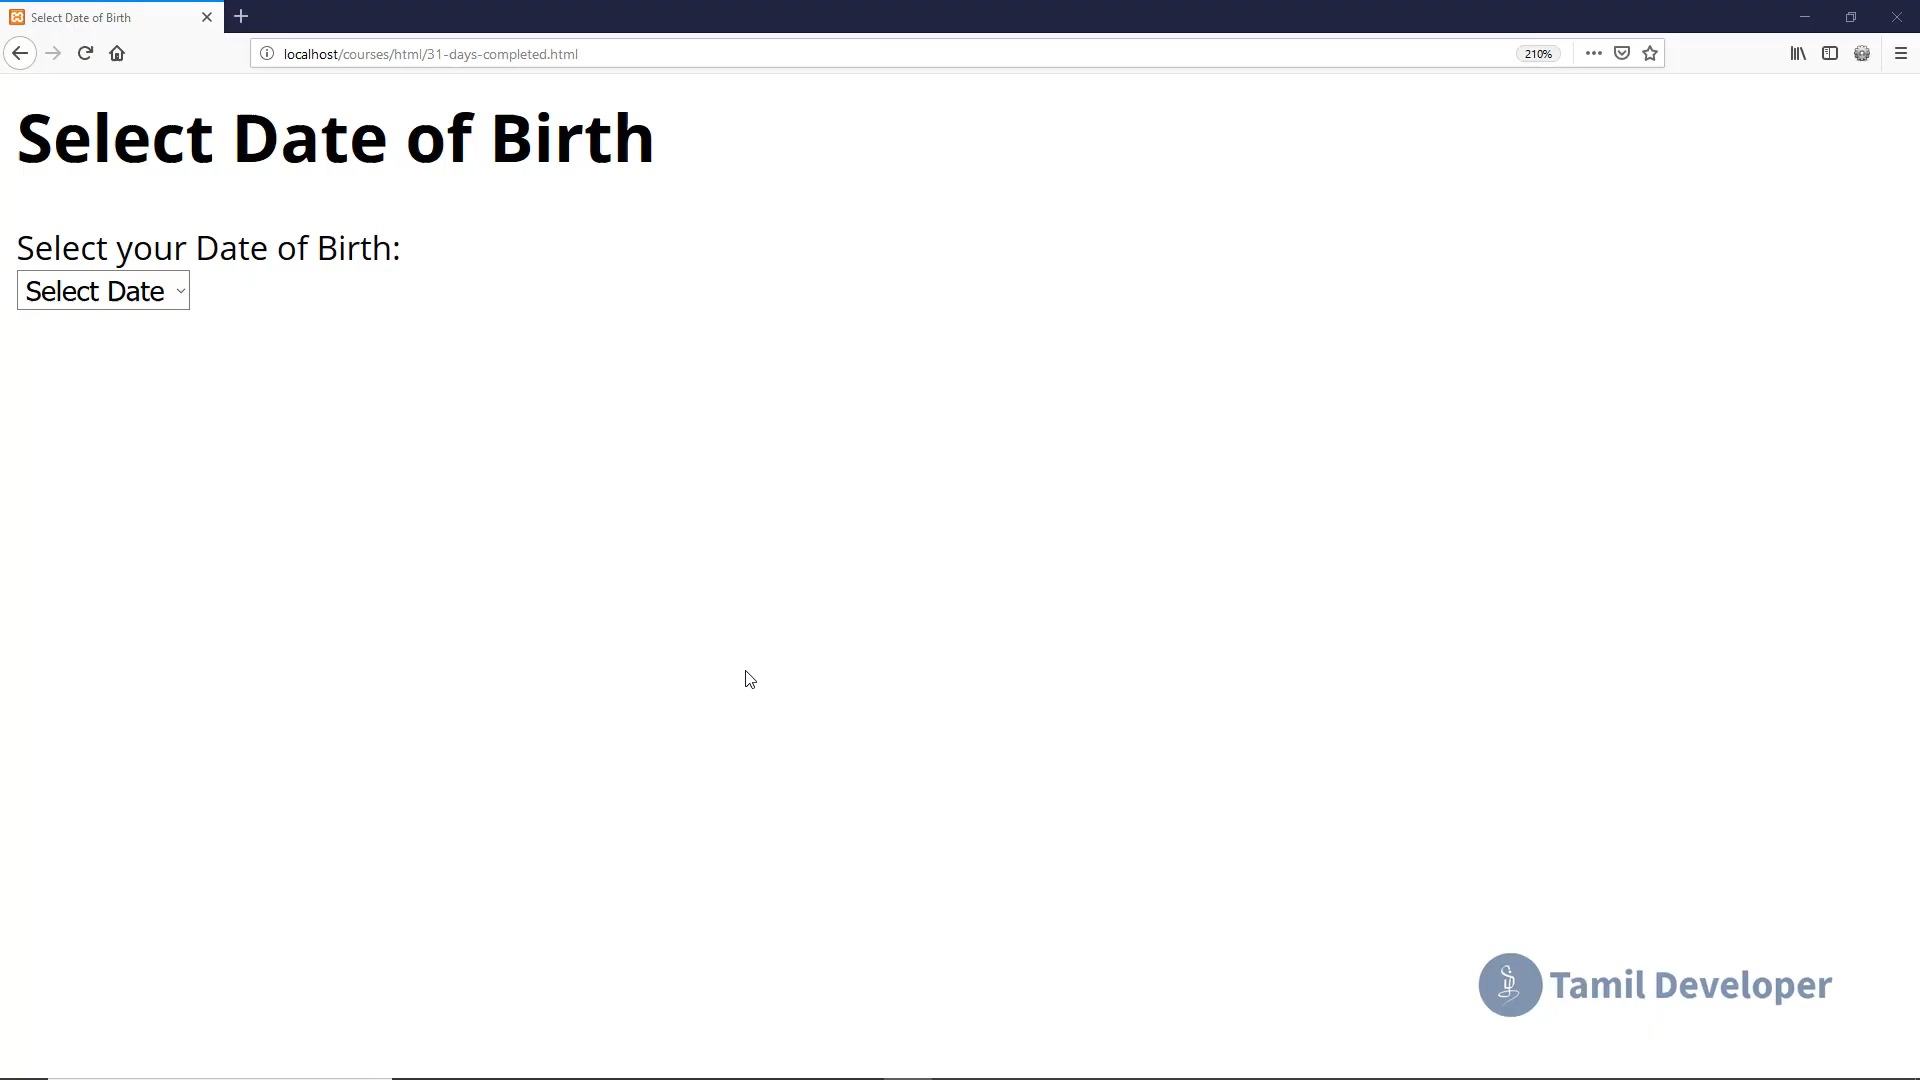 Select Date of Birth
localhost/courses/html/31-days-completed.html
210%
Select Date of Birth
Select your Date of Birth:
Select Date
Tamil Developer